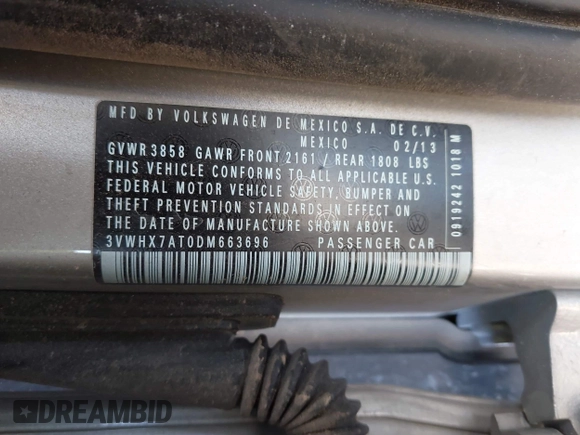 MFD BY VOLKSWAGEN DE MEXICO S.A. DE C.V.
MEXICO 02/13
GVWR 3858 GAWR FRONT 2161 / REAR 1808 LBS
THIS VEHICLE CONFORMS TO ALL APPLICABLE U.S.
FEDERAL MOTOR VEHICLE SAFETY, BUMPER AND
THEFT PREVENTION STANDARDS IN EFFECT ON
THE DATE OF MANUFACTURE SHOWN ABOVE.
3VWHX7AT0DM663696 PASSENGER CAR
0919242 1018 M
DREAMBID